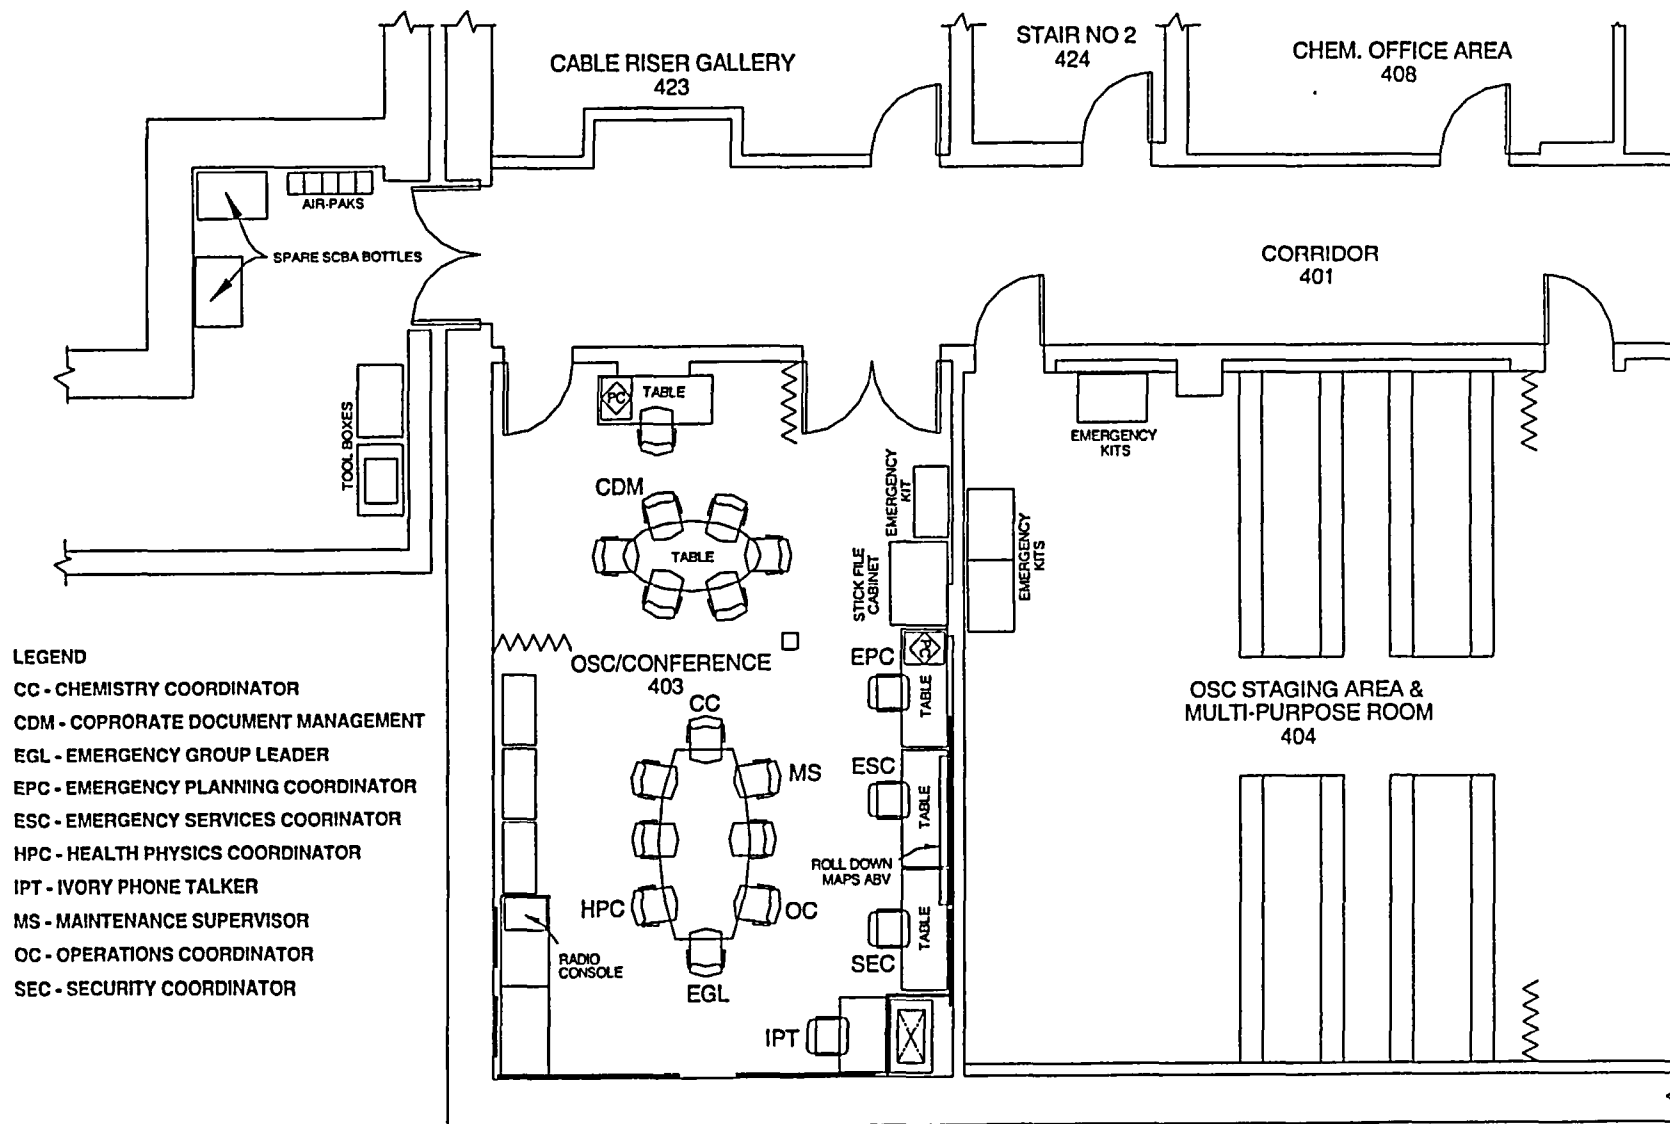 STAIR NO 2
424
CABLE RISER GALLERY
423
CHEM. OFFICE AREA
408
AIR-PAKS
SPARE SCBA BOTTLES
CORRIDOR
401
TOOL BOXES
PC
TABLE
EMERGENCY
KITS
CDM
TABLE
EMERGENCY
KIT
STICK FILE
CABINET
EMERGENCY
KITS
OSC/CONFERENCE
403
EPC
PC
TABLE
OSC STAGING AREA &
MULTI-PURPOSE ROOM
404
CC
MS
ESC
TABLE
ROLL DOWN
MAPS ABV
HPC
OC
TABLE
SEC
RADIO
CONSOLE
EGL
IPT
LEGEND
CC - CHEMISTRY COORDINATOR
CDM - COPRORATE DOCUMENT MANAGEMENT
EGL - EMERGENCY GROUP LEADER
EPC - EMERGENCY PLANNING COORDINATOR
ESC - EMERGENCY SERVICES COORINATOR
HPC - HEALTH PHYSICS COORDINATOR
IPT - IVORY PHONE TALKER
MS - MAINTENANCE SUPERVISOR
OC - OPERATIONS COORDINATOR
SEC - SECURITY COORDINATOR